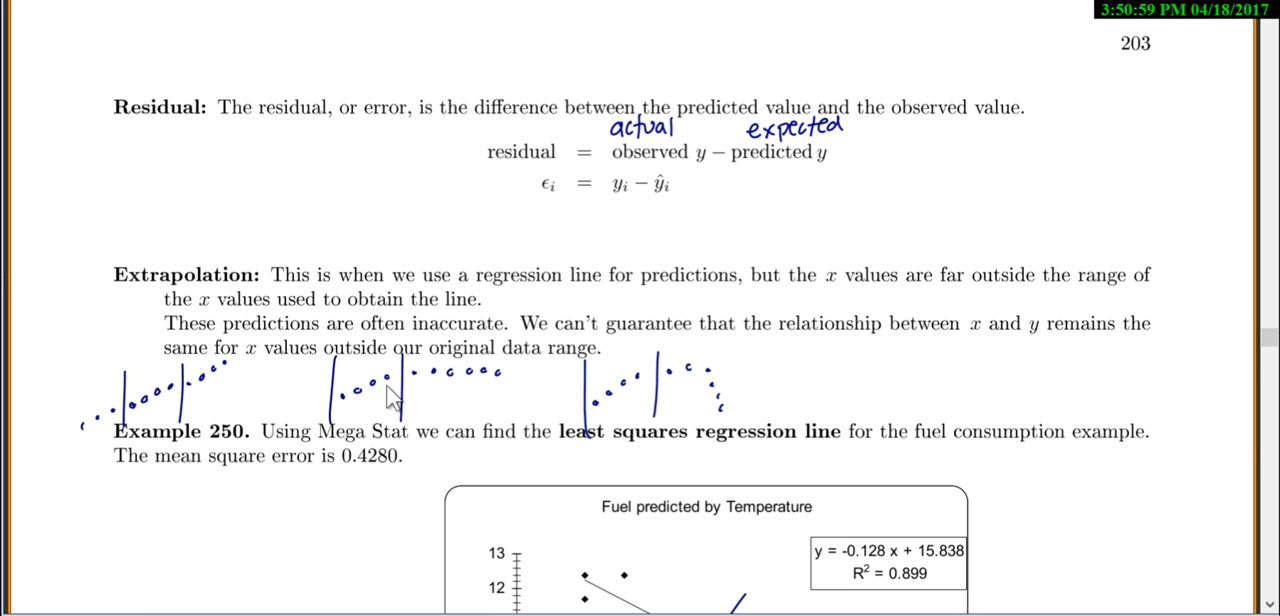 3:50:59 PM 04/18/2017
203
Residual: The residual, or error, is the difference between the predicted value and the observed value.
actual expected
residual = observed y − predicted y
ϵᵢ = yᵢ − ŷᵢ
Extrapolation: This is when we use a regression line for predictions, but the x values are far outside the range of
the x values used to obtain the line.
These predictions are often inaccurate. We can't guarantee that the relationship between x and y remains the
same for x values outside our original data range.
Example 250. Using Mega Stat we can find the least squares regression line for the fuel consumption example.
The mean square error is 0.4280.
Fuel predicted by Temperature
y = -0.128 x + 15.838
R² = 0.899
13
12